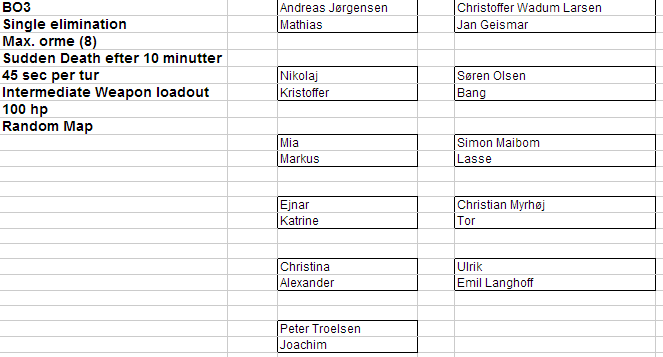 BO3
Single elimination
Max. orme (8)
Sudden Death efter 10 minutter
45 sec per tur
Intermediate Weapon loadout
100 hp
Random Map
Andreas Jørgensen
Mathias
Nikolaj
Kristoffer
Mia
Markus
Ejnar
Katrine
Christina
Alexander
Peter Troelsen
Joachim
Christoffer Wadum Larsen
Jan Geismar
Søren Olsen
Bang
Simon Maibom
Lasse
Christian Myrhøj
Tor
Ulrik
Emil Langhoff